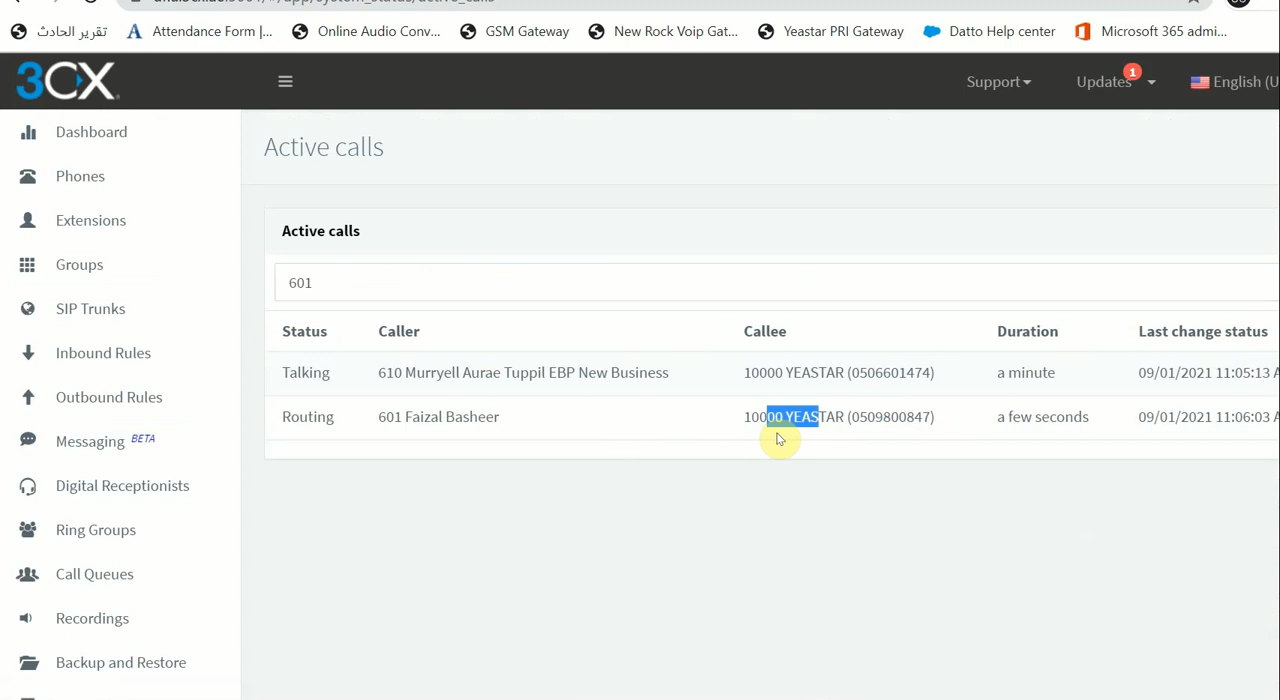 تقرير الحادث
Attendance Form |...
Online Audio Conv...
GSM Gateway
New Rock Voip Gat...
Yeastar PRI Gateway
Datto Help center
Microsoft 365 admi...
3CX
Support
Updates
1
English (U
Dashboard
Phones
Extensions
Groups
SIP Trunks
Inbound Rules
Outbound Rules
Messaging BETA
Digital Receptionists
Ring Groups
Call Queues
Recordings
Backup and Restore
Active calls
Active calls
601
Status Caller Callee Duration Last change status
Talking 610 Murryell Aurae Tuppil EBP New Business 10000 YEASTAR (0506601474) a minute 09/01/2021 11:05:13 A
Routing 601 Faizal Basheer 10000 YEASTAR (0509800847) a few seconds 09/01/2021 11:06:03 A